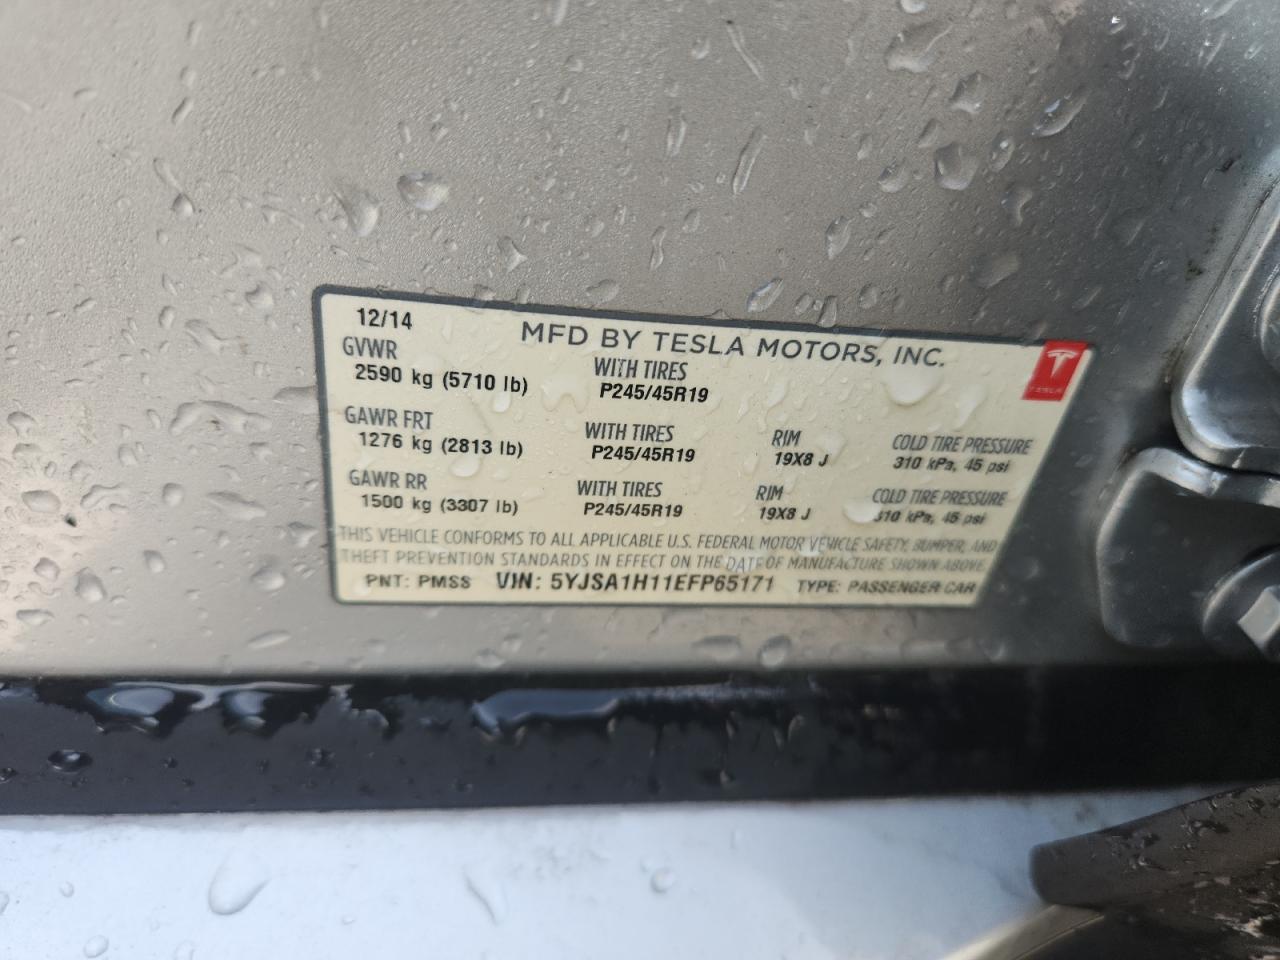 12/14 MFD BY TESLA MOTORS, INC.
GVWR WITH TIRES
2590 kg (5710 lb) P245/45R19
TESLA
GAWR FRT WITH TIRES RIM COLD TIRE PRESSURE
1276 kg (2813 lb) P245/45R19 19X8 J 310 kPa, 45 psi
GAWR RR WITH TIRES RIM COLD TIRE PRESSURE
1500 kg (3307 lb) P245/45R19 19X8 J 310 kPa, 45 psi
THIS VEHICLE CONFORMS TO ALL APPLICABLE U.S. FEDERAL MOTOR VEHICLE SAFETY, BUMPER, AND
THEFT PREVENTION STANDARDS IN EFFECT ON THE DATE OF MANUFACTURE SHOWN ABOVE.
PNT: PMSS VIN: 5YJSA1H11EFP65171 TYPE: PASSENGER CAR